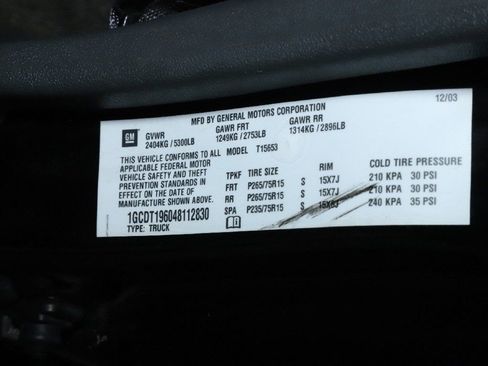 12/03
MFD BY GENERAL MOTORS CORPORATION
GM GVWR GAWR FRT GAWR RR
2404KG / 5300LB 1249KG / 2753LB 1314KG / 2896LB
THIS VEHICLE CONFORMS TO ALL MODEL T15653
APPLICABLE FEDERAL MOTOR
VEHICLE SAFETY AND THEFT
PREVENTION STANDARDS IN
EFFECT ON THE DATE OF
MANUFACTURE SHOWN ABOVE.
1GCDT196048112830
TYPE: TRUCK
TPKF TIRE SIZE RIM COLD TIRE PRESSURE
FRT P265/75R15 S 15X7J 210 KPA 30 PSI
RR P265/75R15 S 15X7J 210 KPA 30 PSI
SPA P235/75R15 S 15X6J 240 KPA 35 PSI